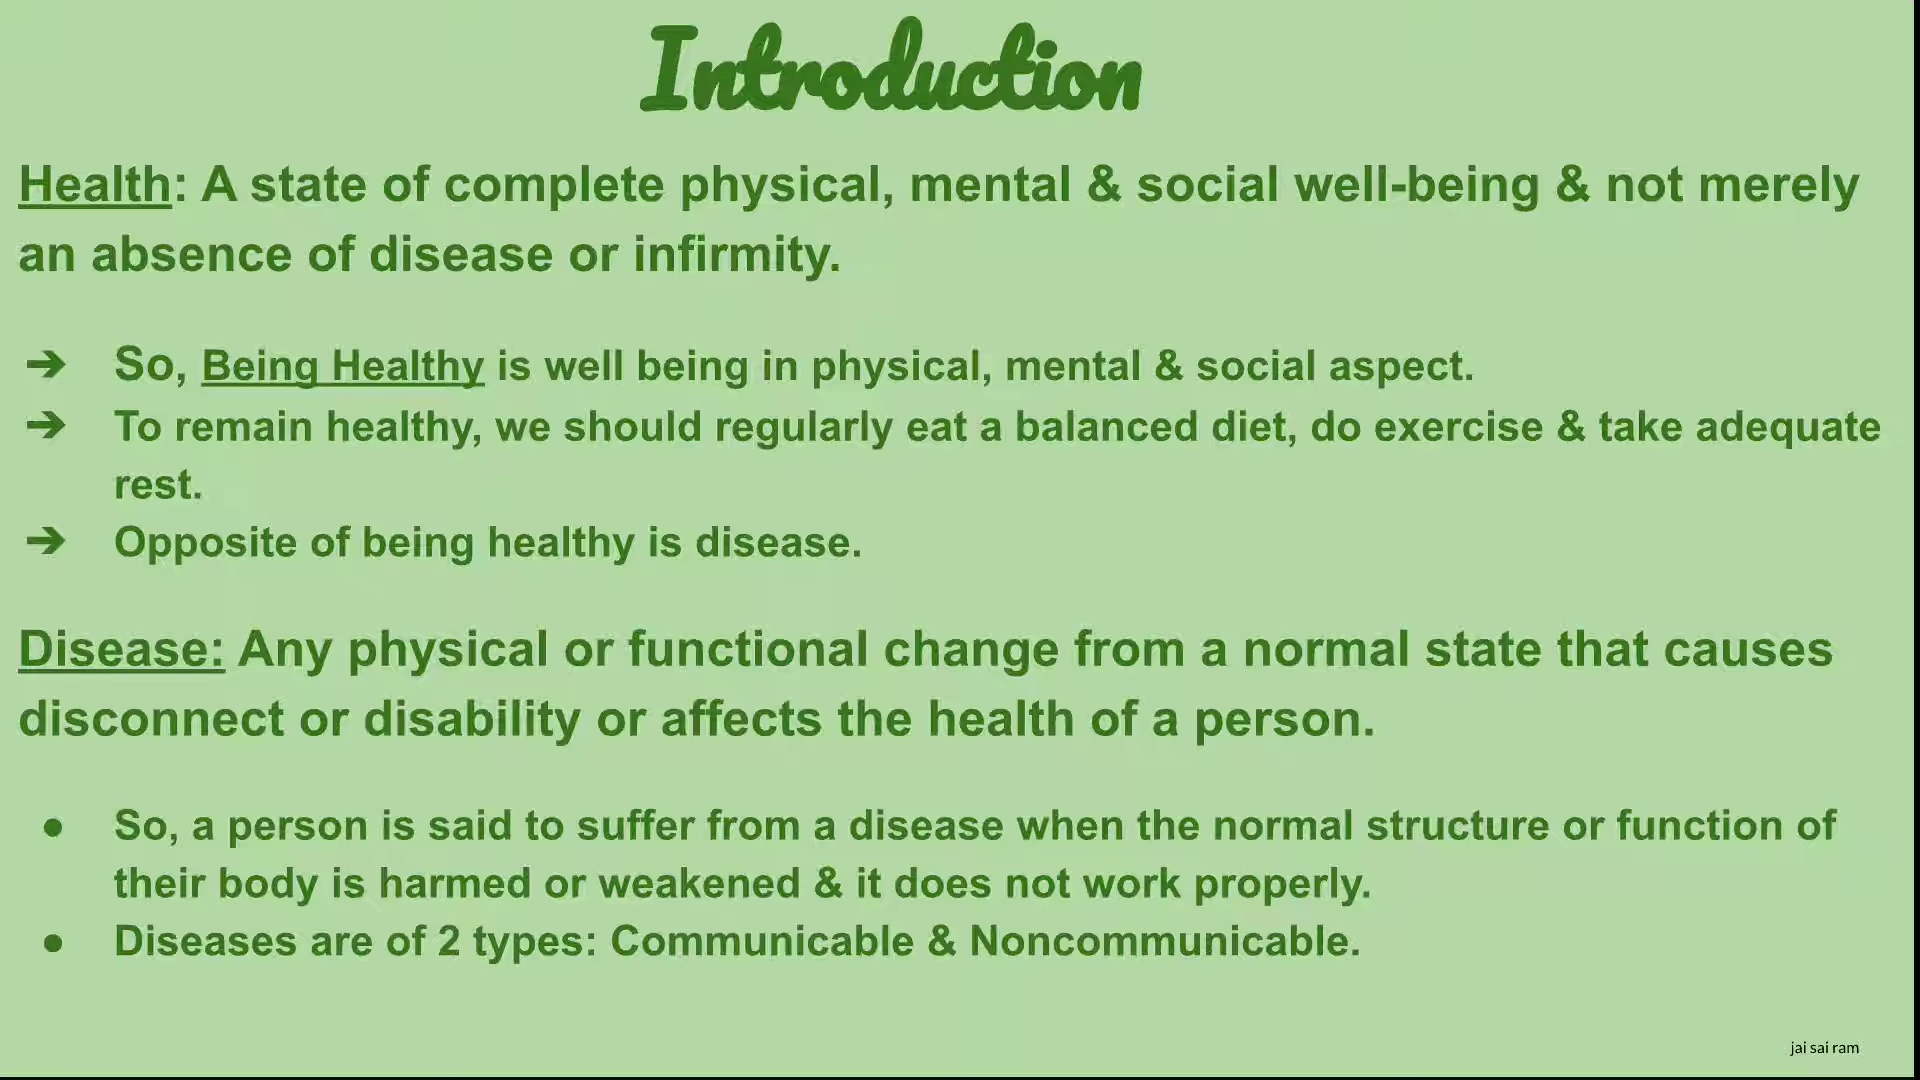 Introduction
Health: A state of complete physical, mental & social well-being & not merely
an absence of disease or infirmity.
➔ So, Being Healthy is well being in physical, mental & social aspect.
➔ To remain healthy, we should regularly eat a balanced diet, do exercise & take adequate
rest.
➔ Opposite of being healthy is disease.
Disease: Any physical or functional change from a normal state that causes
disconnect or disability or affects the health of a person.
● So, a person is said to suffer from a disease when the normal structure or function of
their body is harmed or weakened & it does not work properly.
● Diseases are of 2 types: Communicable & Noncommunicable.
jai sai ram